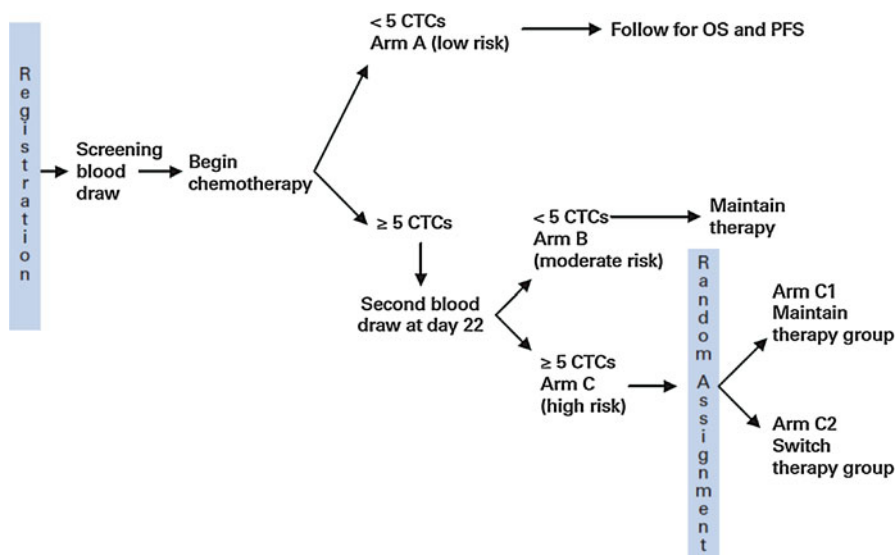 Registration
Screening
blood
draw
Begin
chemotherapy
< 5 CTCs
Arm A (low risk)
Follow for OS and PFS
≥ 5 CTCs
Second blood
draw at day 22
< 5 CTCs
Arm B
(moderate risk)
Maintain
therapy
≥ 5 CTCs
Arm C
(high risk)
Random Assignment
Arm C1
Maintain
therapy group
Arm C2
Switch
therapy group